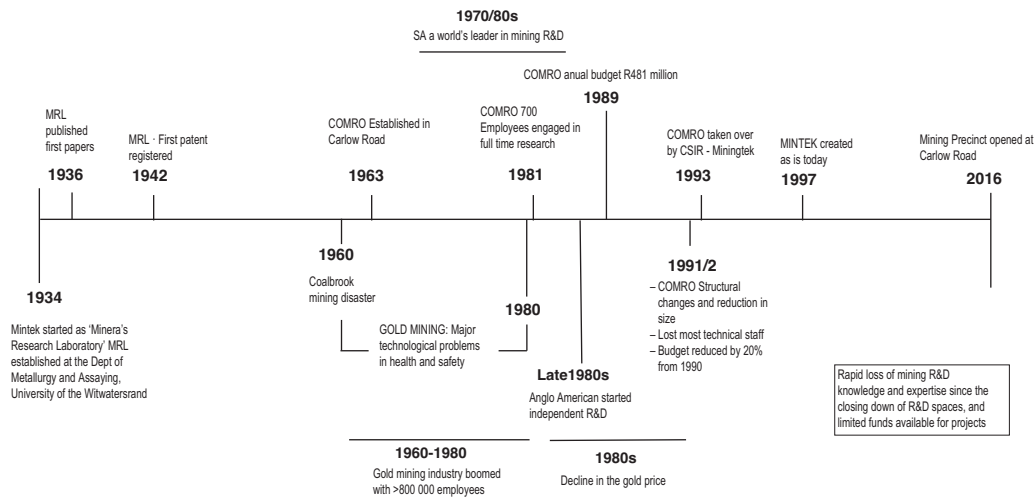 1970/80s
SA a world's leader in mining R&D
COMRO anual budget R481 million
1989
MRL
published
first papers
1936
MRL · First patent
registered
1942
COMRO Established in
Carlow Road
1963
COMRO 700
Employees engaged in
full time research
1981
COMRO taken over
by CSIR - Miningtek
1993
MINTEK created
as is today
1997
Mining Precinct opened at
Carlow Road
2016
1934
Mintek started as ‘Minera's
Research Laboratory’ MRL
established at the Dept of
Metallurgy and Assaying,
University of the Witwatersrand
1960
Coalbrook
mining disaster
GOLD MINING: Major
technological problems
in health and safety
1980
Late1980s
Anglo American started
independent R&D
1991/2
– COMRO Structural
changes and reduction in
size
– Lost most technical staff
– Budget reduced by 20%
from 1990
Rapid loss of mining R&D
knowledge and expertise since the
closing down of R&D spaces, and
limited funds available for projects
1960-1980
Gold mining industry boomed
with >800 000 employees
1980s
Decline in the gold price